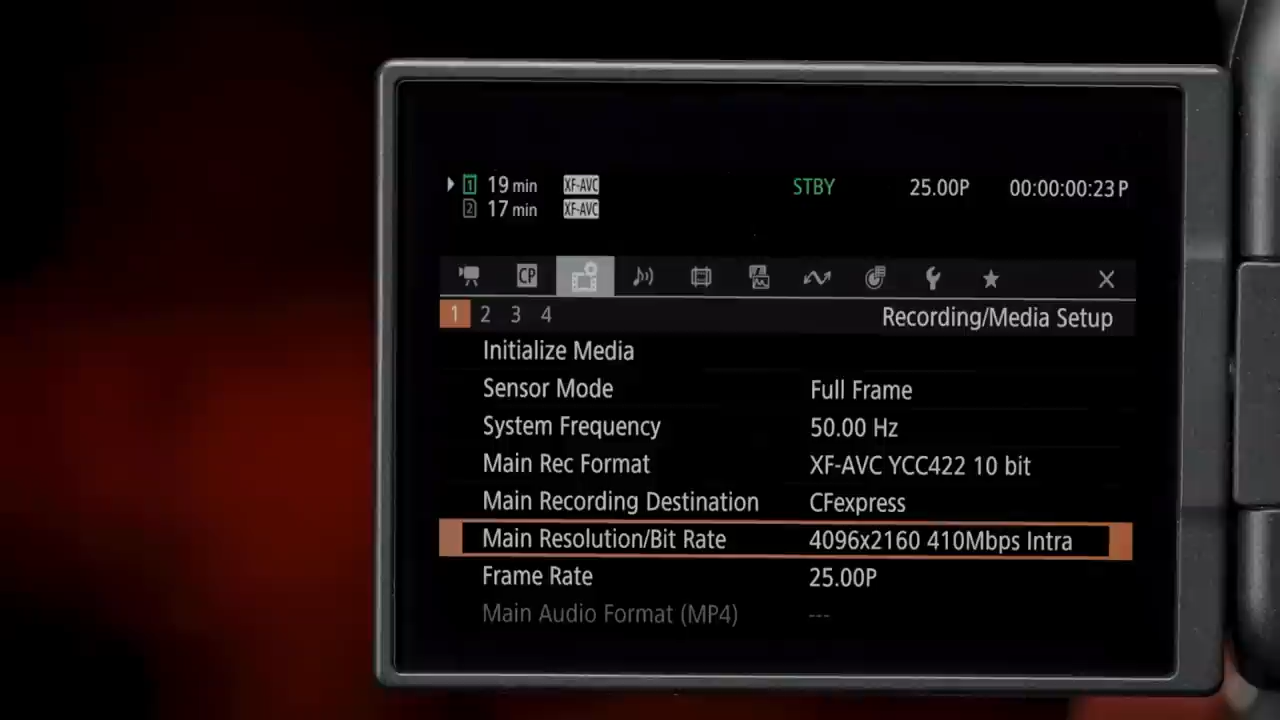 1 19 min XF-AVC STBY 25.00P 00:00:00:23 P
2 17 min XF-AVC
CP
1 2 3 4 Recording/Media Setup
Initialize Media
Sensor Mode Full Frame
System Frequency 50.00 Hz
Main Rec Format XF-AVC YCC422 10 bit
Main Recording Destination CFexpress
Main Resolution/Bit Rate 4096x2160 410Mbps Intra
Frame Rate 25.00P
Main Audio Format (MP4) ---